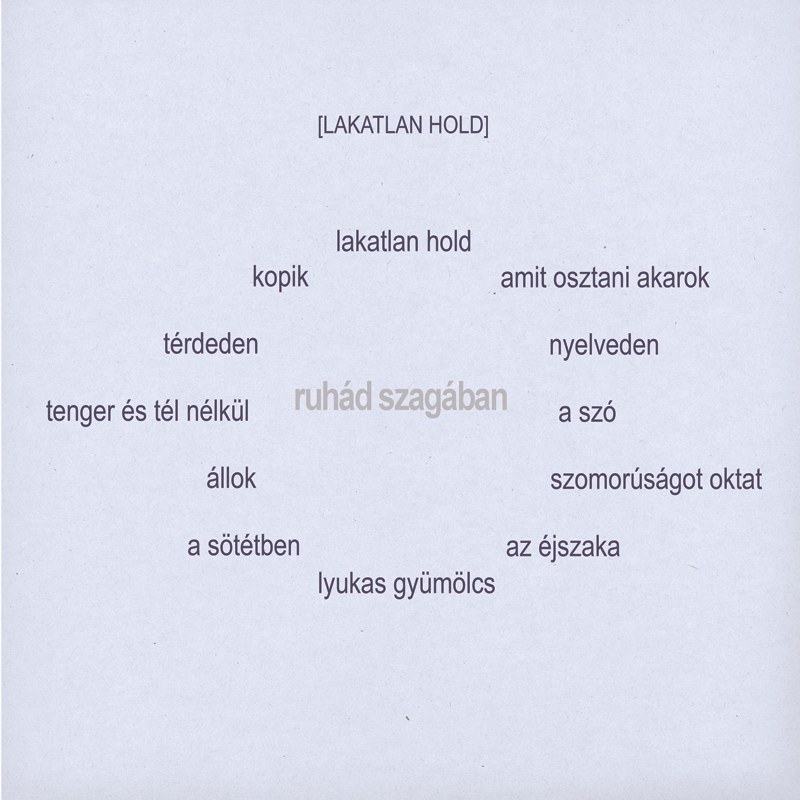 [LAKATLAN HOLD]
lakatlan hold
kopik
amit osztani akarok
térdeden
nyelveden
tenger és tél nélkül
ruhád szagában
a szó
állok
szomorúságot oktat
a sötétben
az éjszaka
lyukas gyümölcs